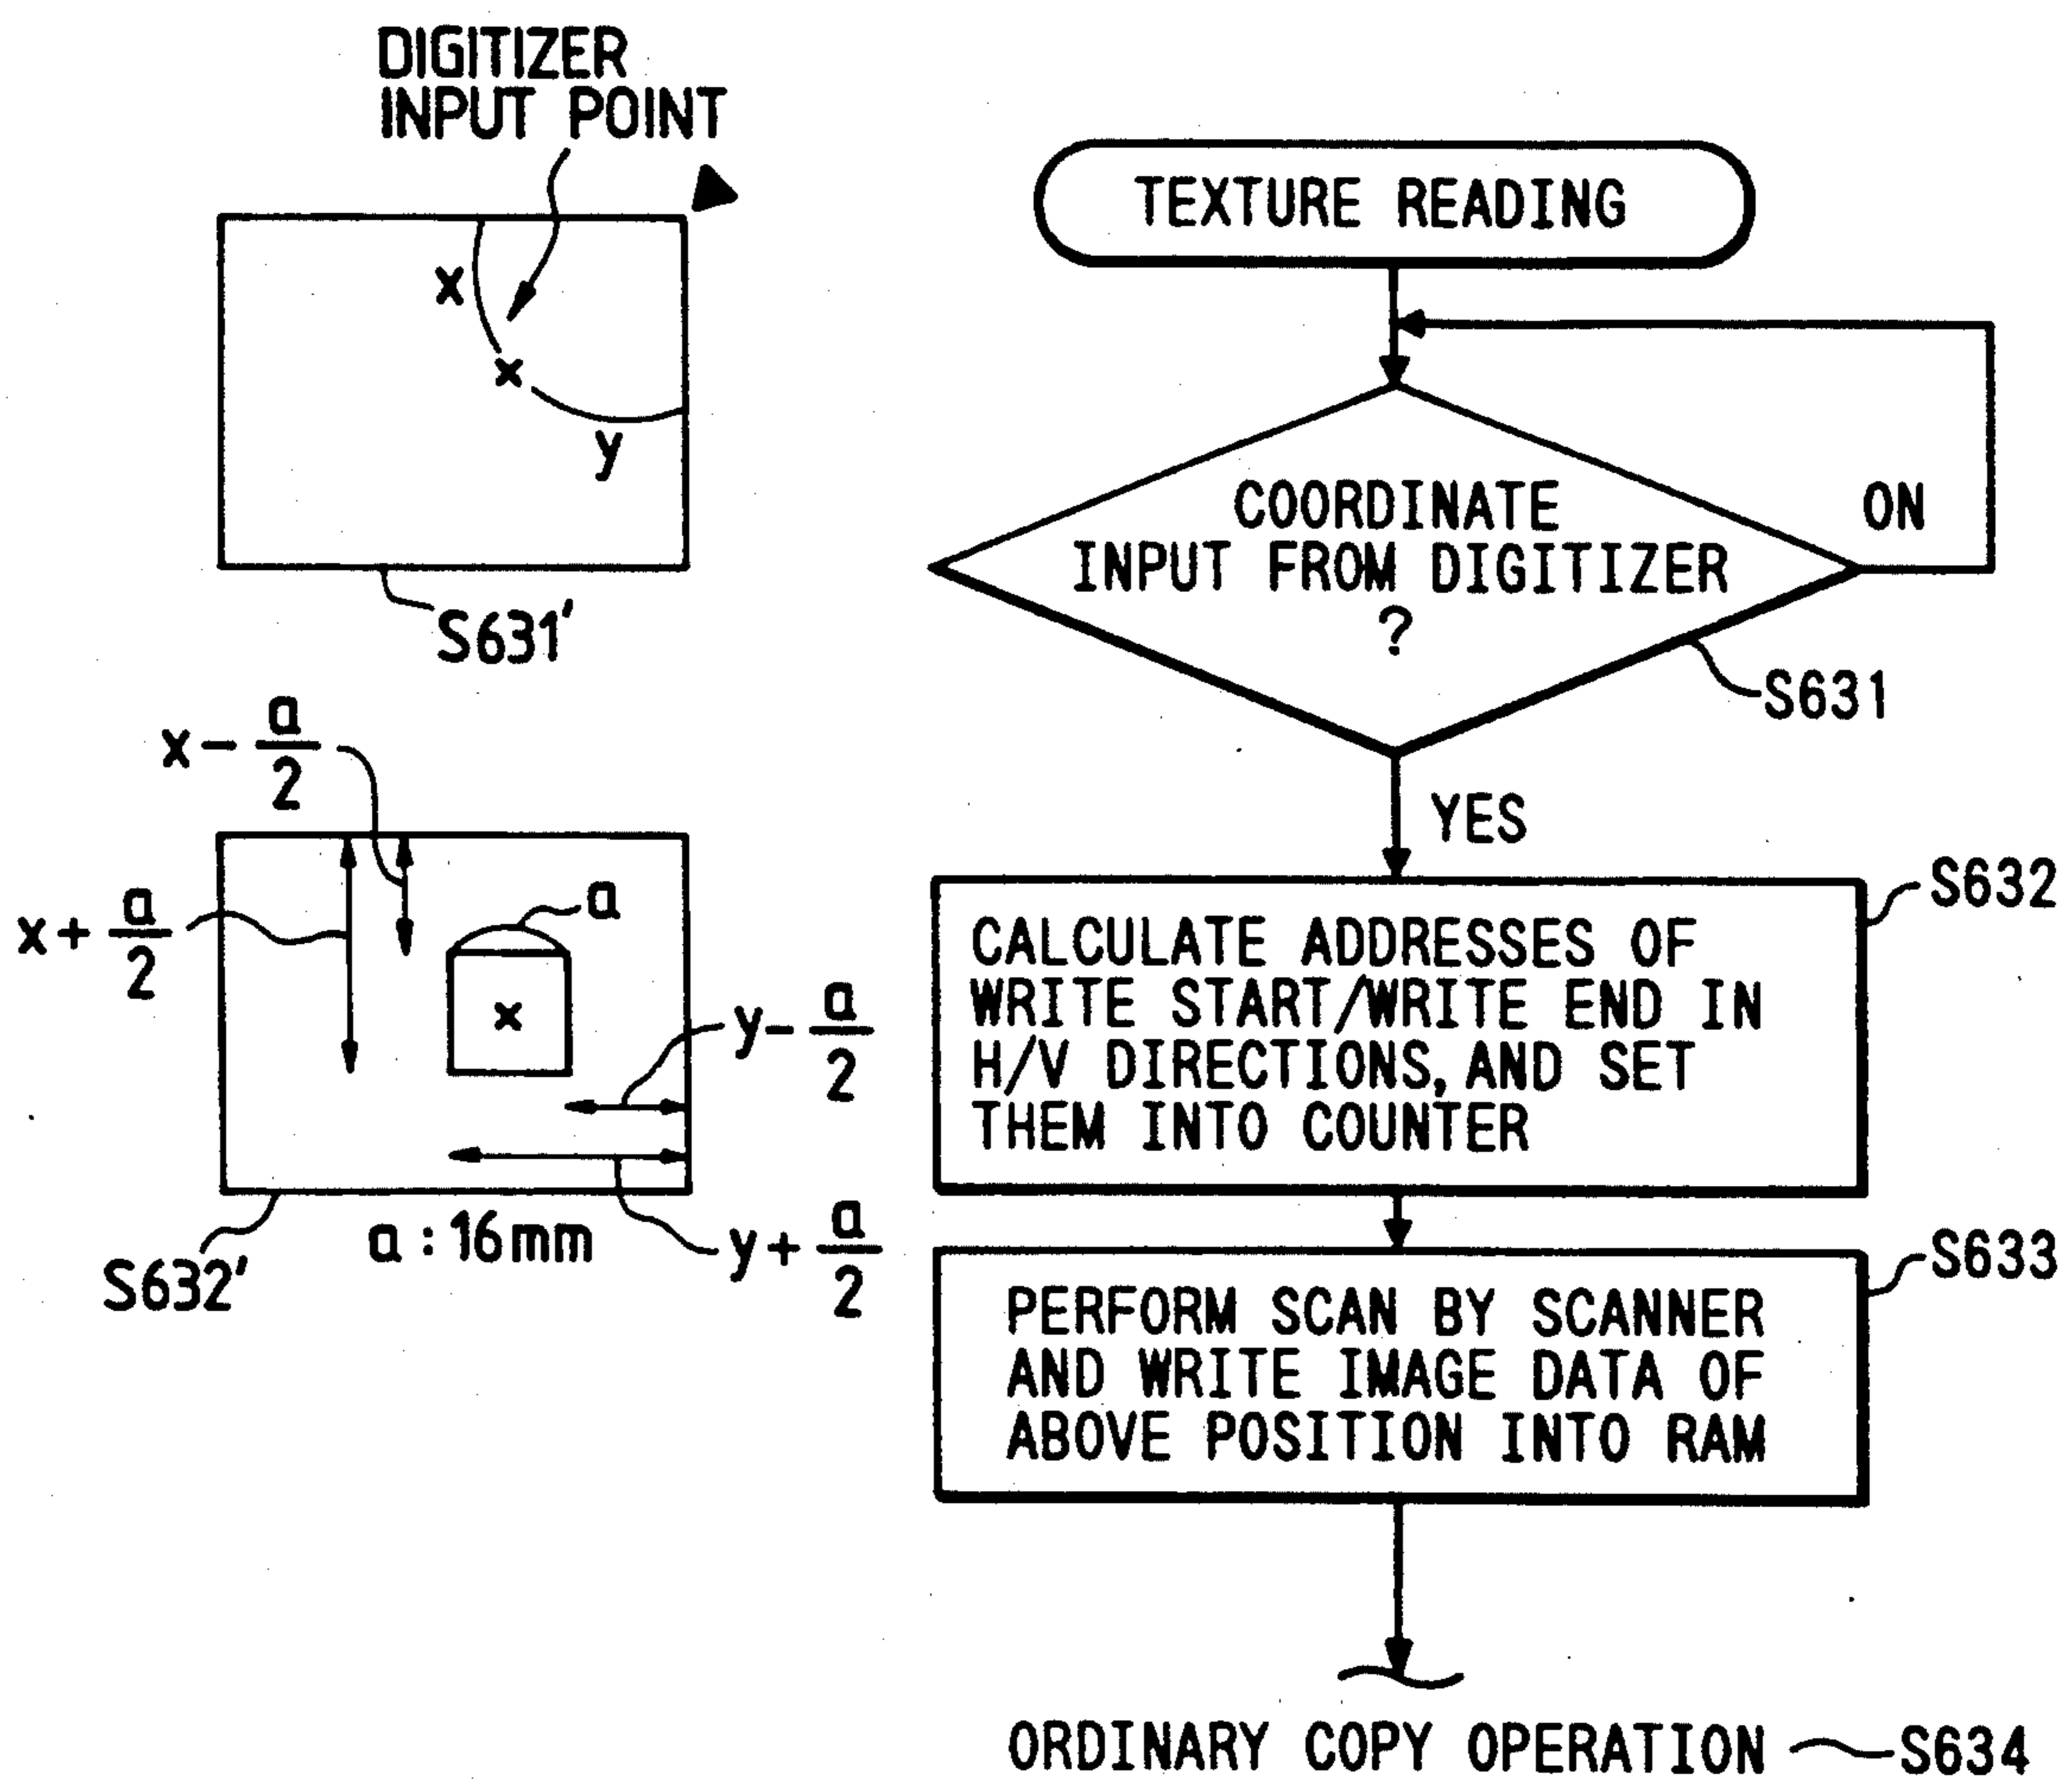 DIGITIZER
INPUT POINT
x
x
y
S631'
x - a/2
x + a/2
a
x
y - a/2
y + a/2
a : 16mm
S632'
TEXTURE READING
COORDINATE
INPUT FROM DIGITIZER
?
ON
S631
YES
CALCULATE ADDRESSES OF
WRITE START/WRITE END IN
H/V DIRECTIONS, AND SET
THEM INTO COUNTER
S632
PERFORM SCAN BY SCANNER
AND WRITE IMAGE DATA OF
ABOVE POSITION INTO RAM
S633
ORDINARY COPY OPERATION
S634